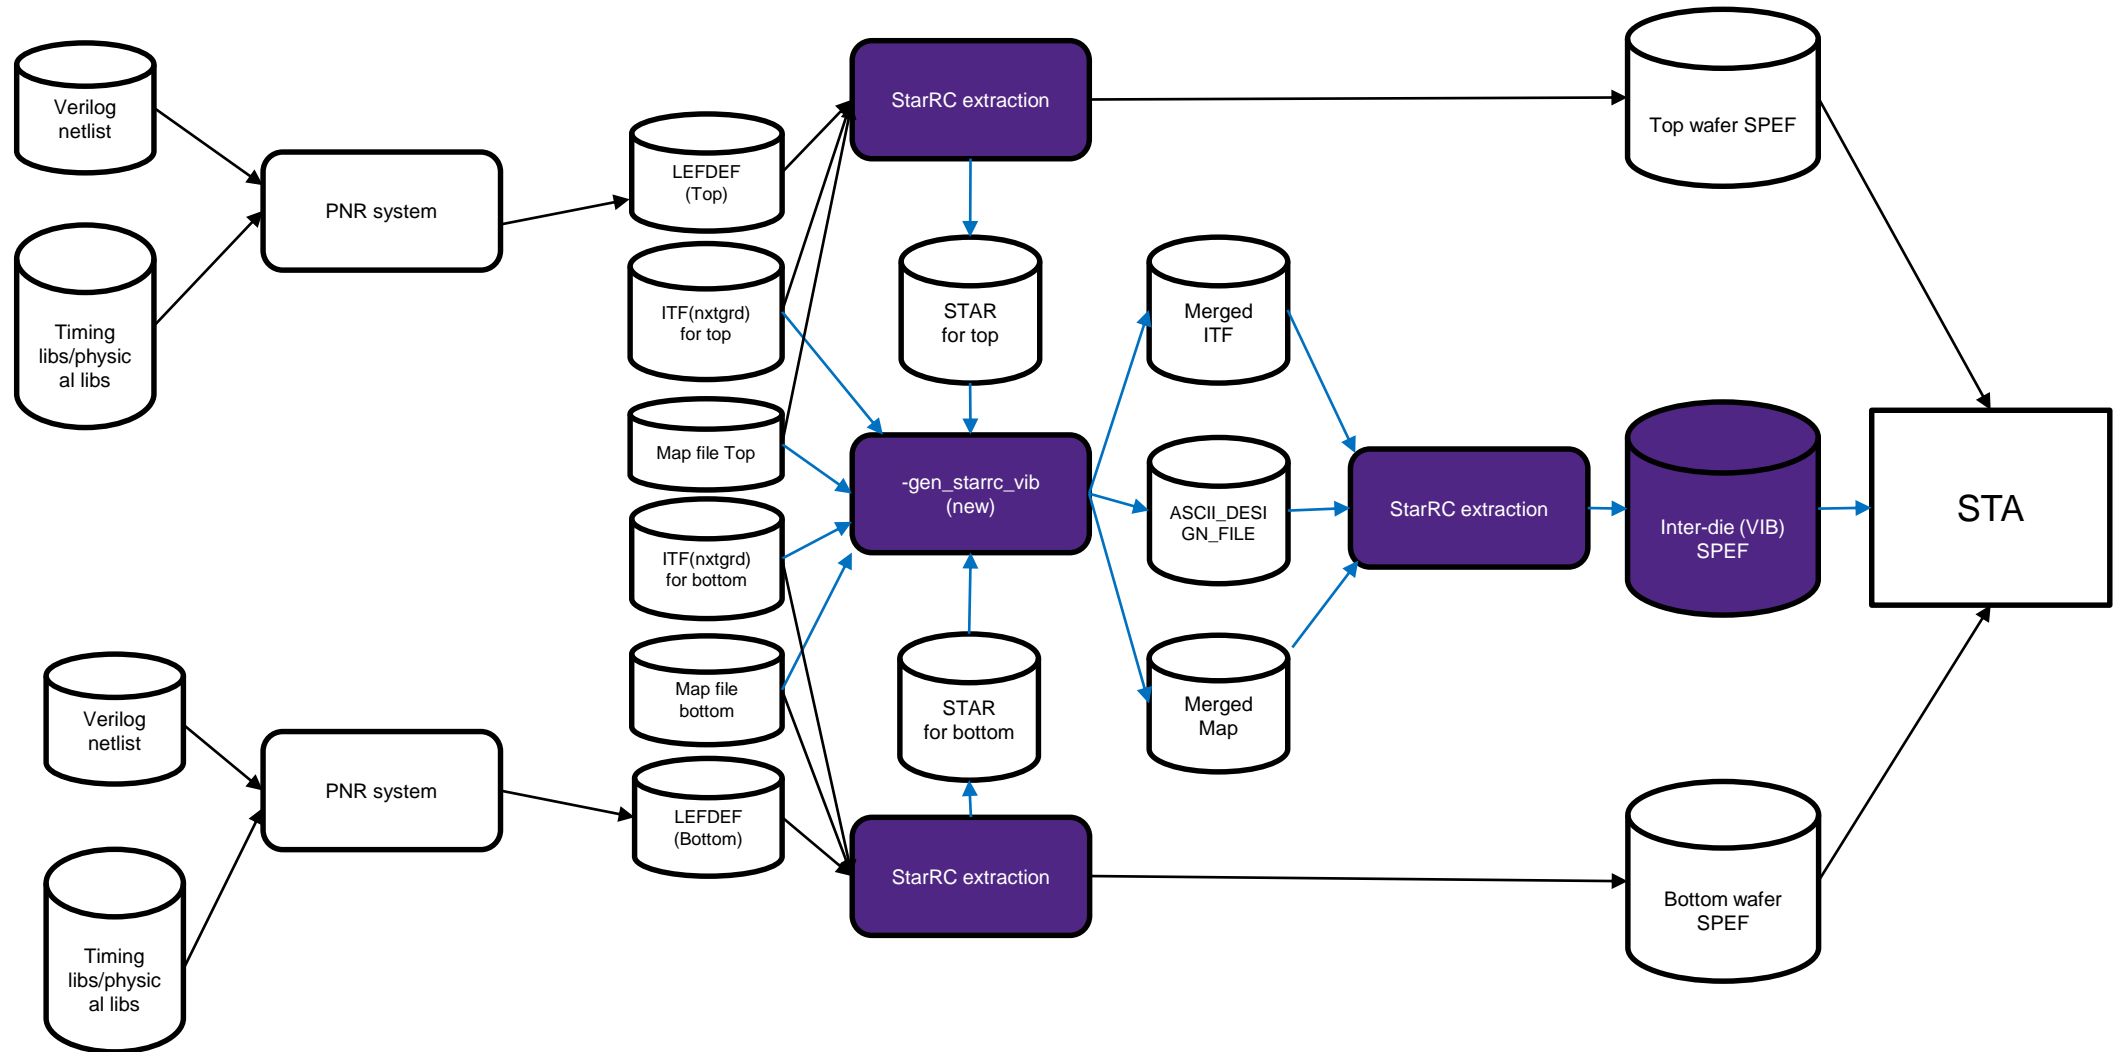 Verilog
netlist
Timing
libs/physic
al libs
PNR system
LEFDEF
(Top)
ITF(nxtgrd)
for top
Map file Top
ITF(nxtgrd)
for bottom
Map file
bottom
LEFDEF
(Bottom)
Verilog
netlist
Timing
libs/physic
al libs
PNR system
StarRC extraction
STAR
for top
-gen_starrc_vib
(new)
STAR
for bottom
StarRC extraction
Merged
ITF
ASCII_DESI
GN_FILE
Merged
Map
StarRC extraction
Top wafer SPEF
Inter-die (VIB)
SPEF
Bottom wafer
SPEF
STA